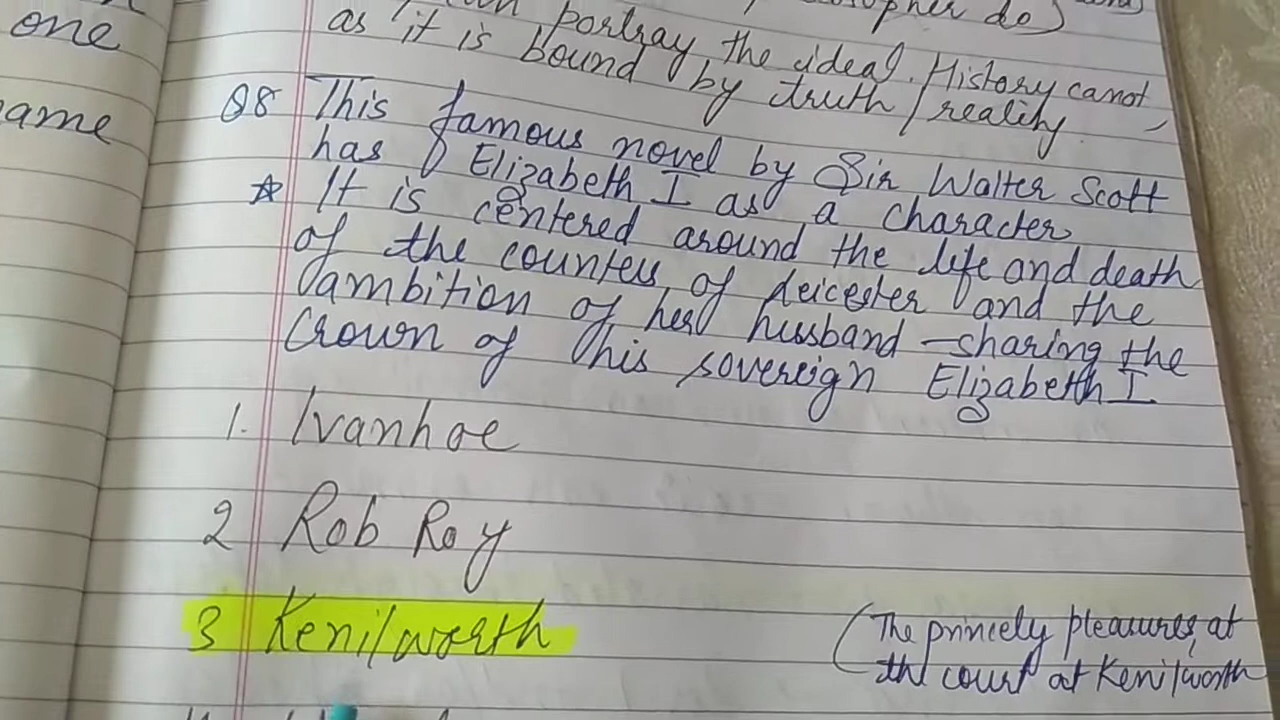 one
ame
portray the ideal. History canot
as it is bound by truth / reality
Q8 This famous novel by Sir Walter Scott
has Elizabeth I as a character
☆ It is centered around the life and death
of the countess of Leicester and the
ambition of her husband – sharing the
Crown of his sovereign Elizabeth I
1. Ivanhoe
2 Rob Roy
3 Kenilworth
(The princely pleasures, at
the court at Kenilworth